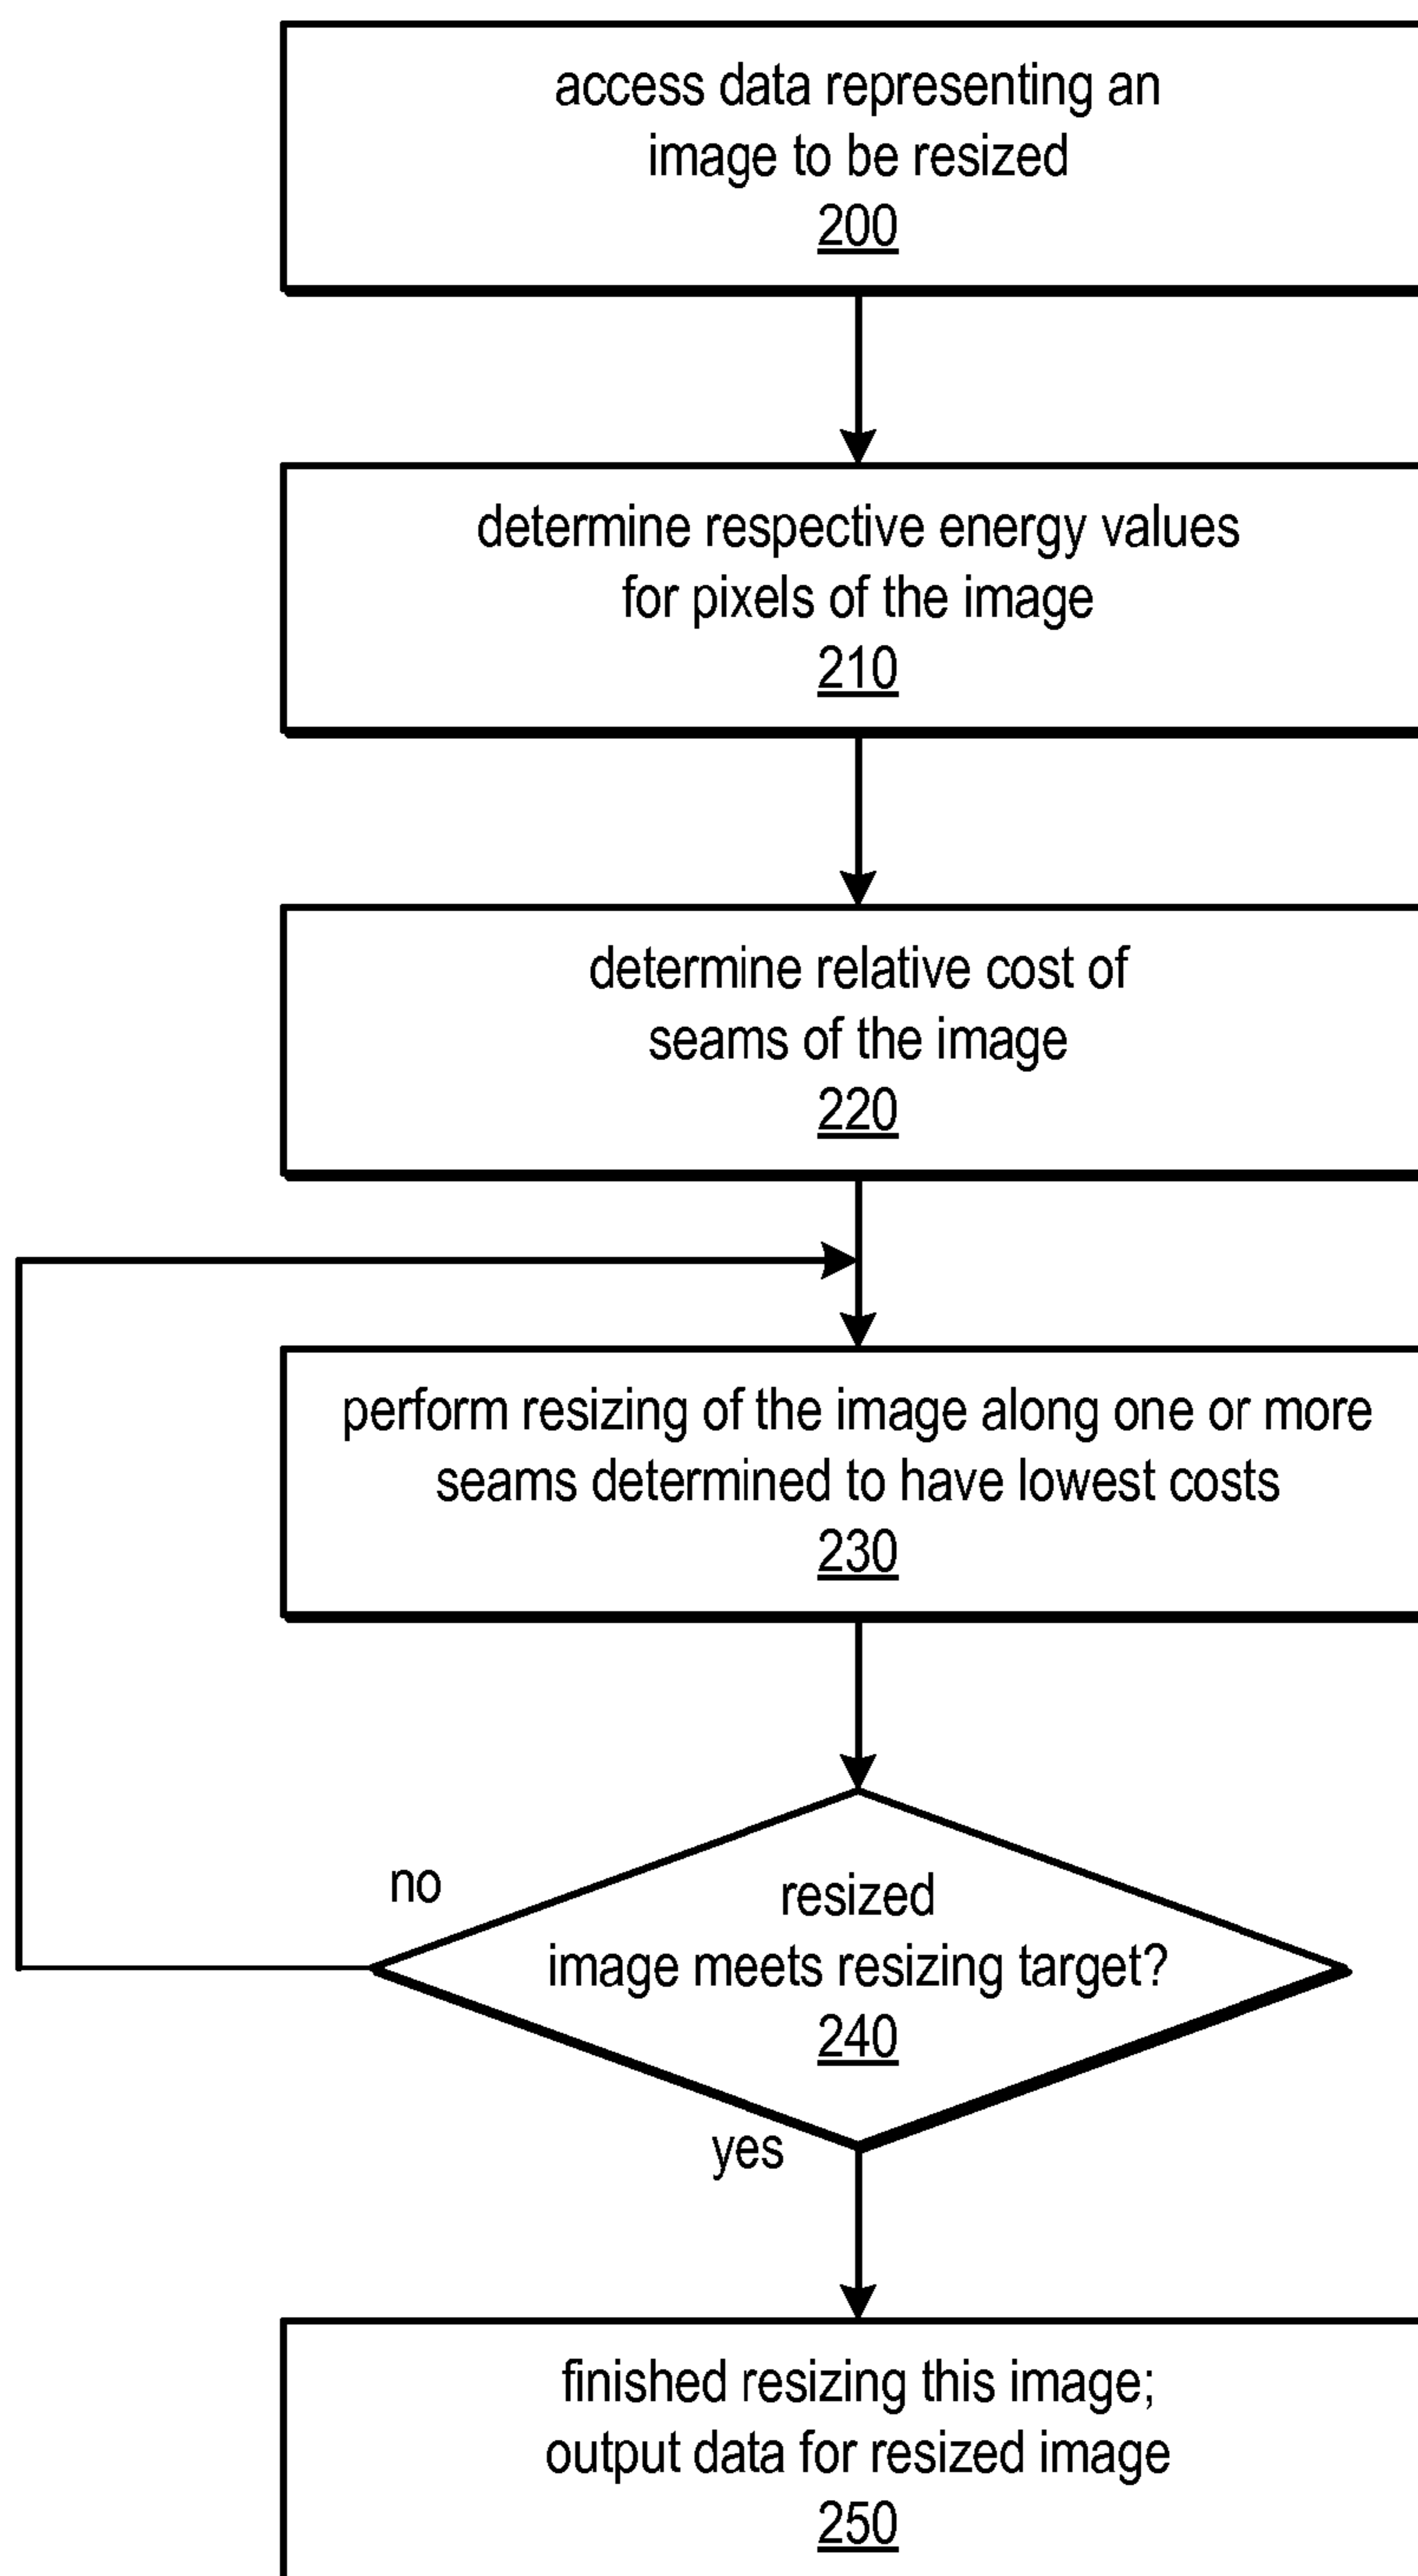 access data representing an
image to be resized
200
determine respective energy values
for pixels of the image
210
determine relative cost of
seams of the image
220
perform resizing of the image along one or more
seams determined to have lowest costs
230
no
resized
image meets resizing target?
240
yes
finished resizing this image;
output data for resized image
250